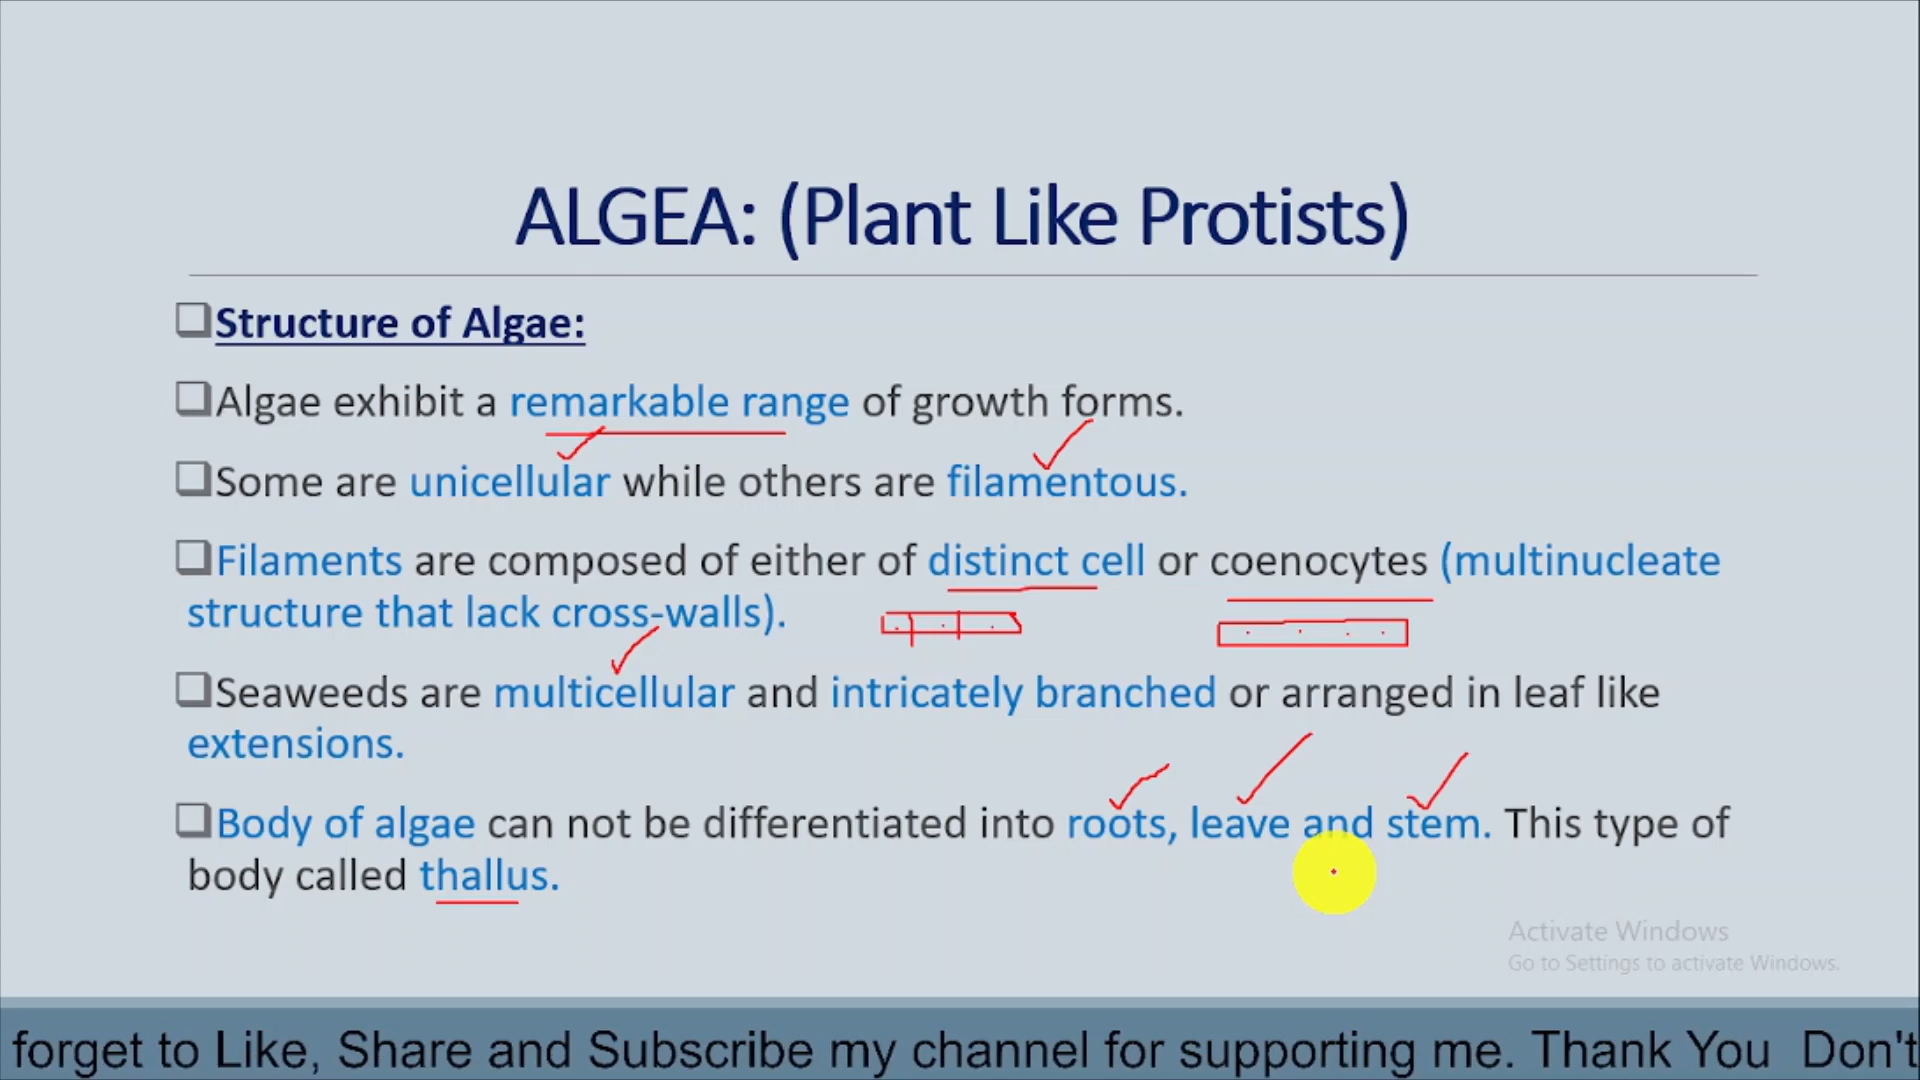 ALGEA: (Plant Like Protists)
Structure of Algae:
Algae exhibit a remarkable range of growth forms.
Some are unicellular while others are filamentous.
Filaments are composed of either of distinct cell or coenocytes (multinucleate
structure that lack cross-walls).
Seaweeds are multicellular and intricately branched or arranged in leaf like
extensions.
Body of algae can not be differentiated into roots, leave and stem. This type of
body called thallus.
Activate Windows
Go to Settings to activate Windows.
forget to Like, Share and Subscribe my channel for supporting me. Thank You Don't